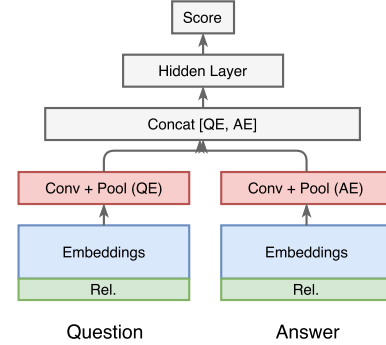 Score
Hidden Layer
Concat [QE, AE]
Conv + Pool (QE) Conv + Pool (AE)
Embeddings Embeddings
Rel. Rel.
Question Answer